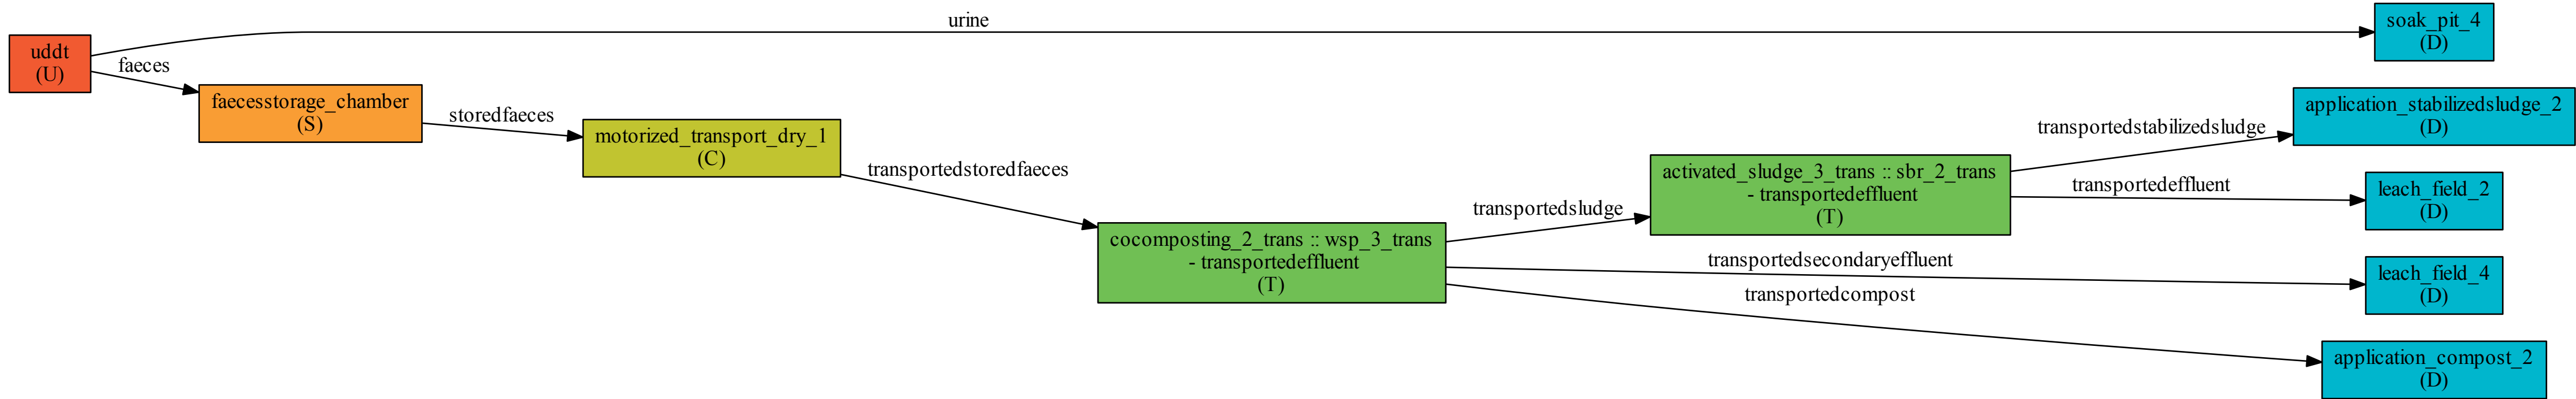 urine
soak_pit_4
(D)
uddt
(U)
faeces
faecesstorage_chamber
(S)
storedfaeces
motorized_transport_dry_1
(C)
transportedstoredfaeces
cocomposting_2_trans :: wsp_3_trans
- transportedeffluent
(T)
transportedsludge
activated_sludge_3_trans :: sbr_2_trans
- transportedeffluent
(T)
transportedstabilizedsludge
application_stabilizedsludge_2
(D)
transportedeffluent
leach_field_2
(D)
transportedsecondaryeffluent
leach_field_4
(D)
transportedcompost
application_compost_2
(D)